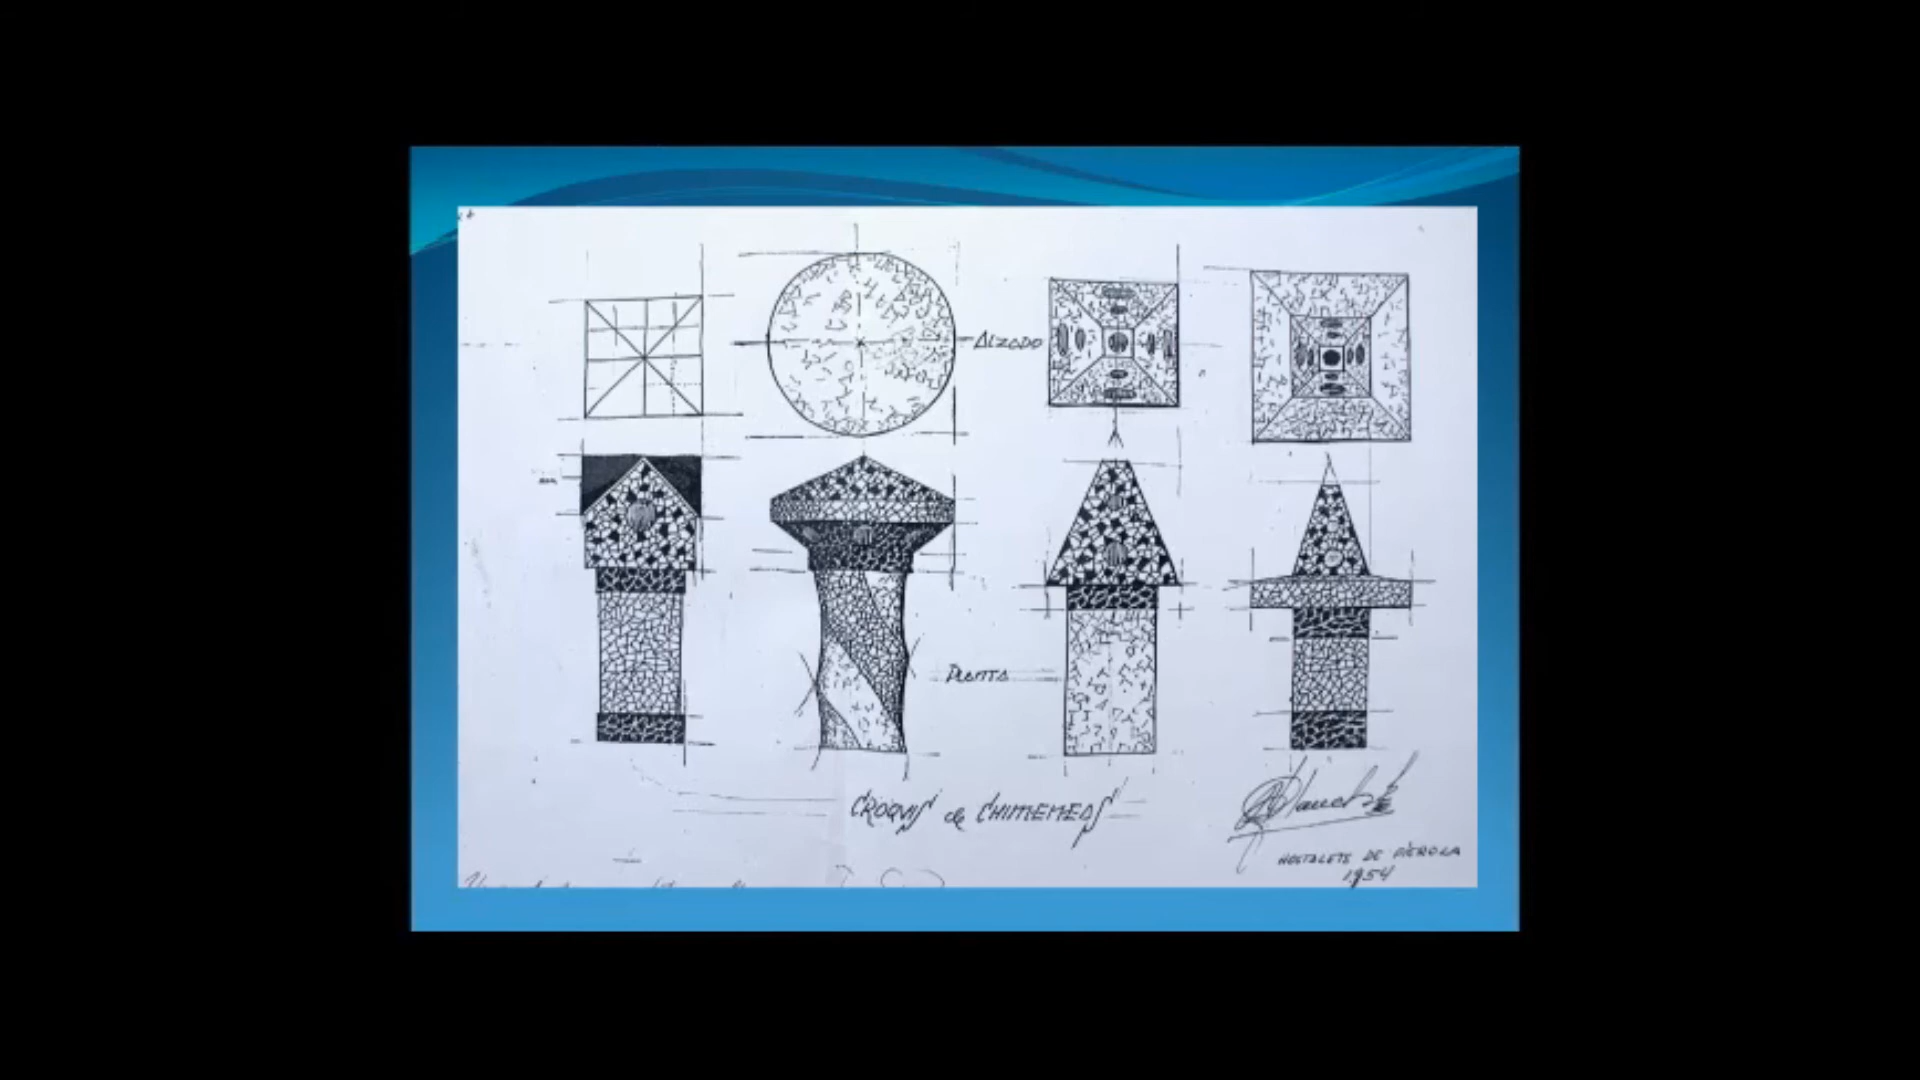 ALZADO
PLANTA
CROQUIS de CHIMENEAS
HOSTALETS DE PIEROLA
1954